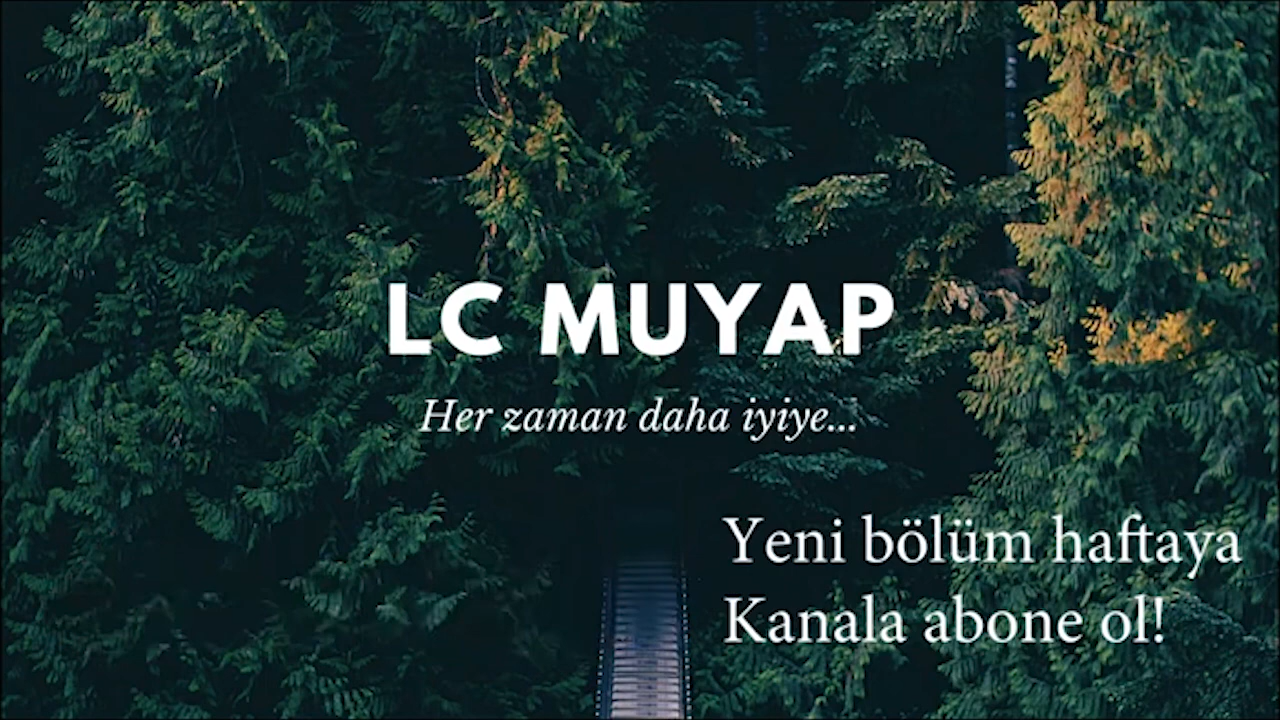 LC MUYAP
Her zaman daha iyiye...
Yeni bölüm haftaya
Kanala abone ol!